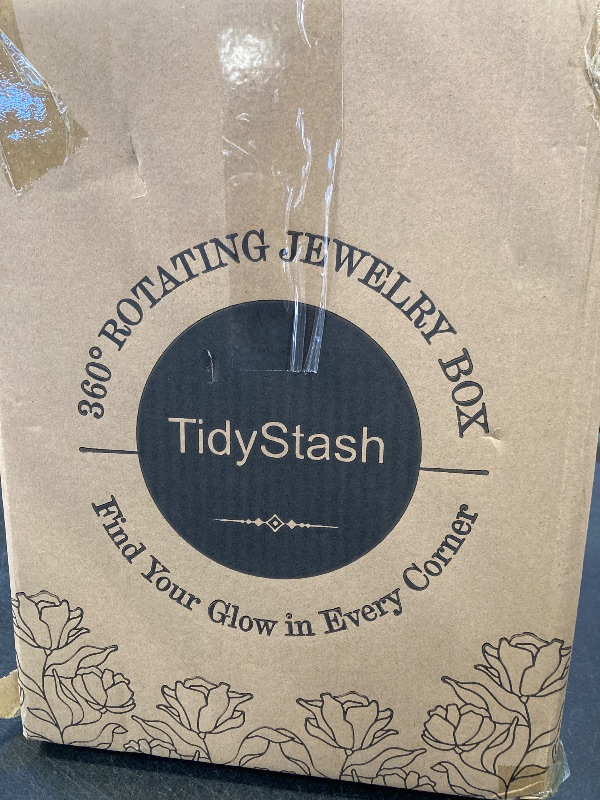 360° ROTATING JEWELRY BOX
TidyStash
Find Your Glow in Every Corner